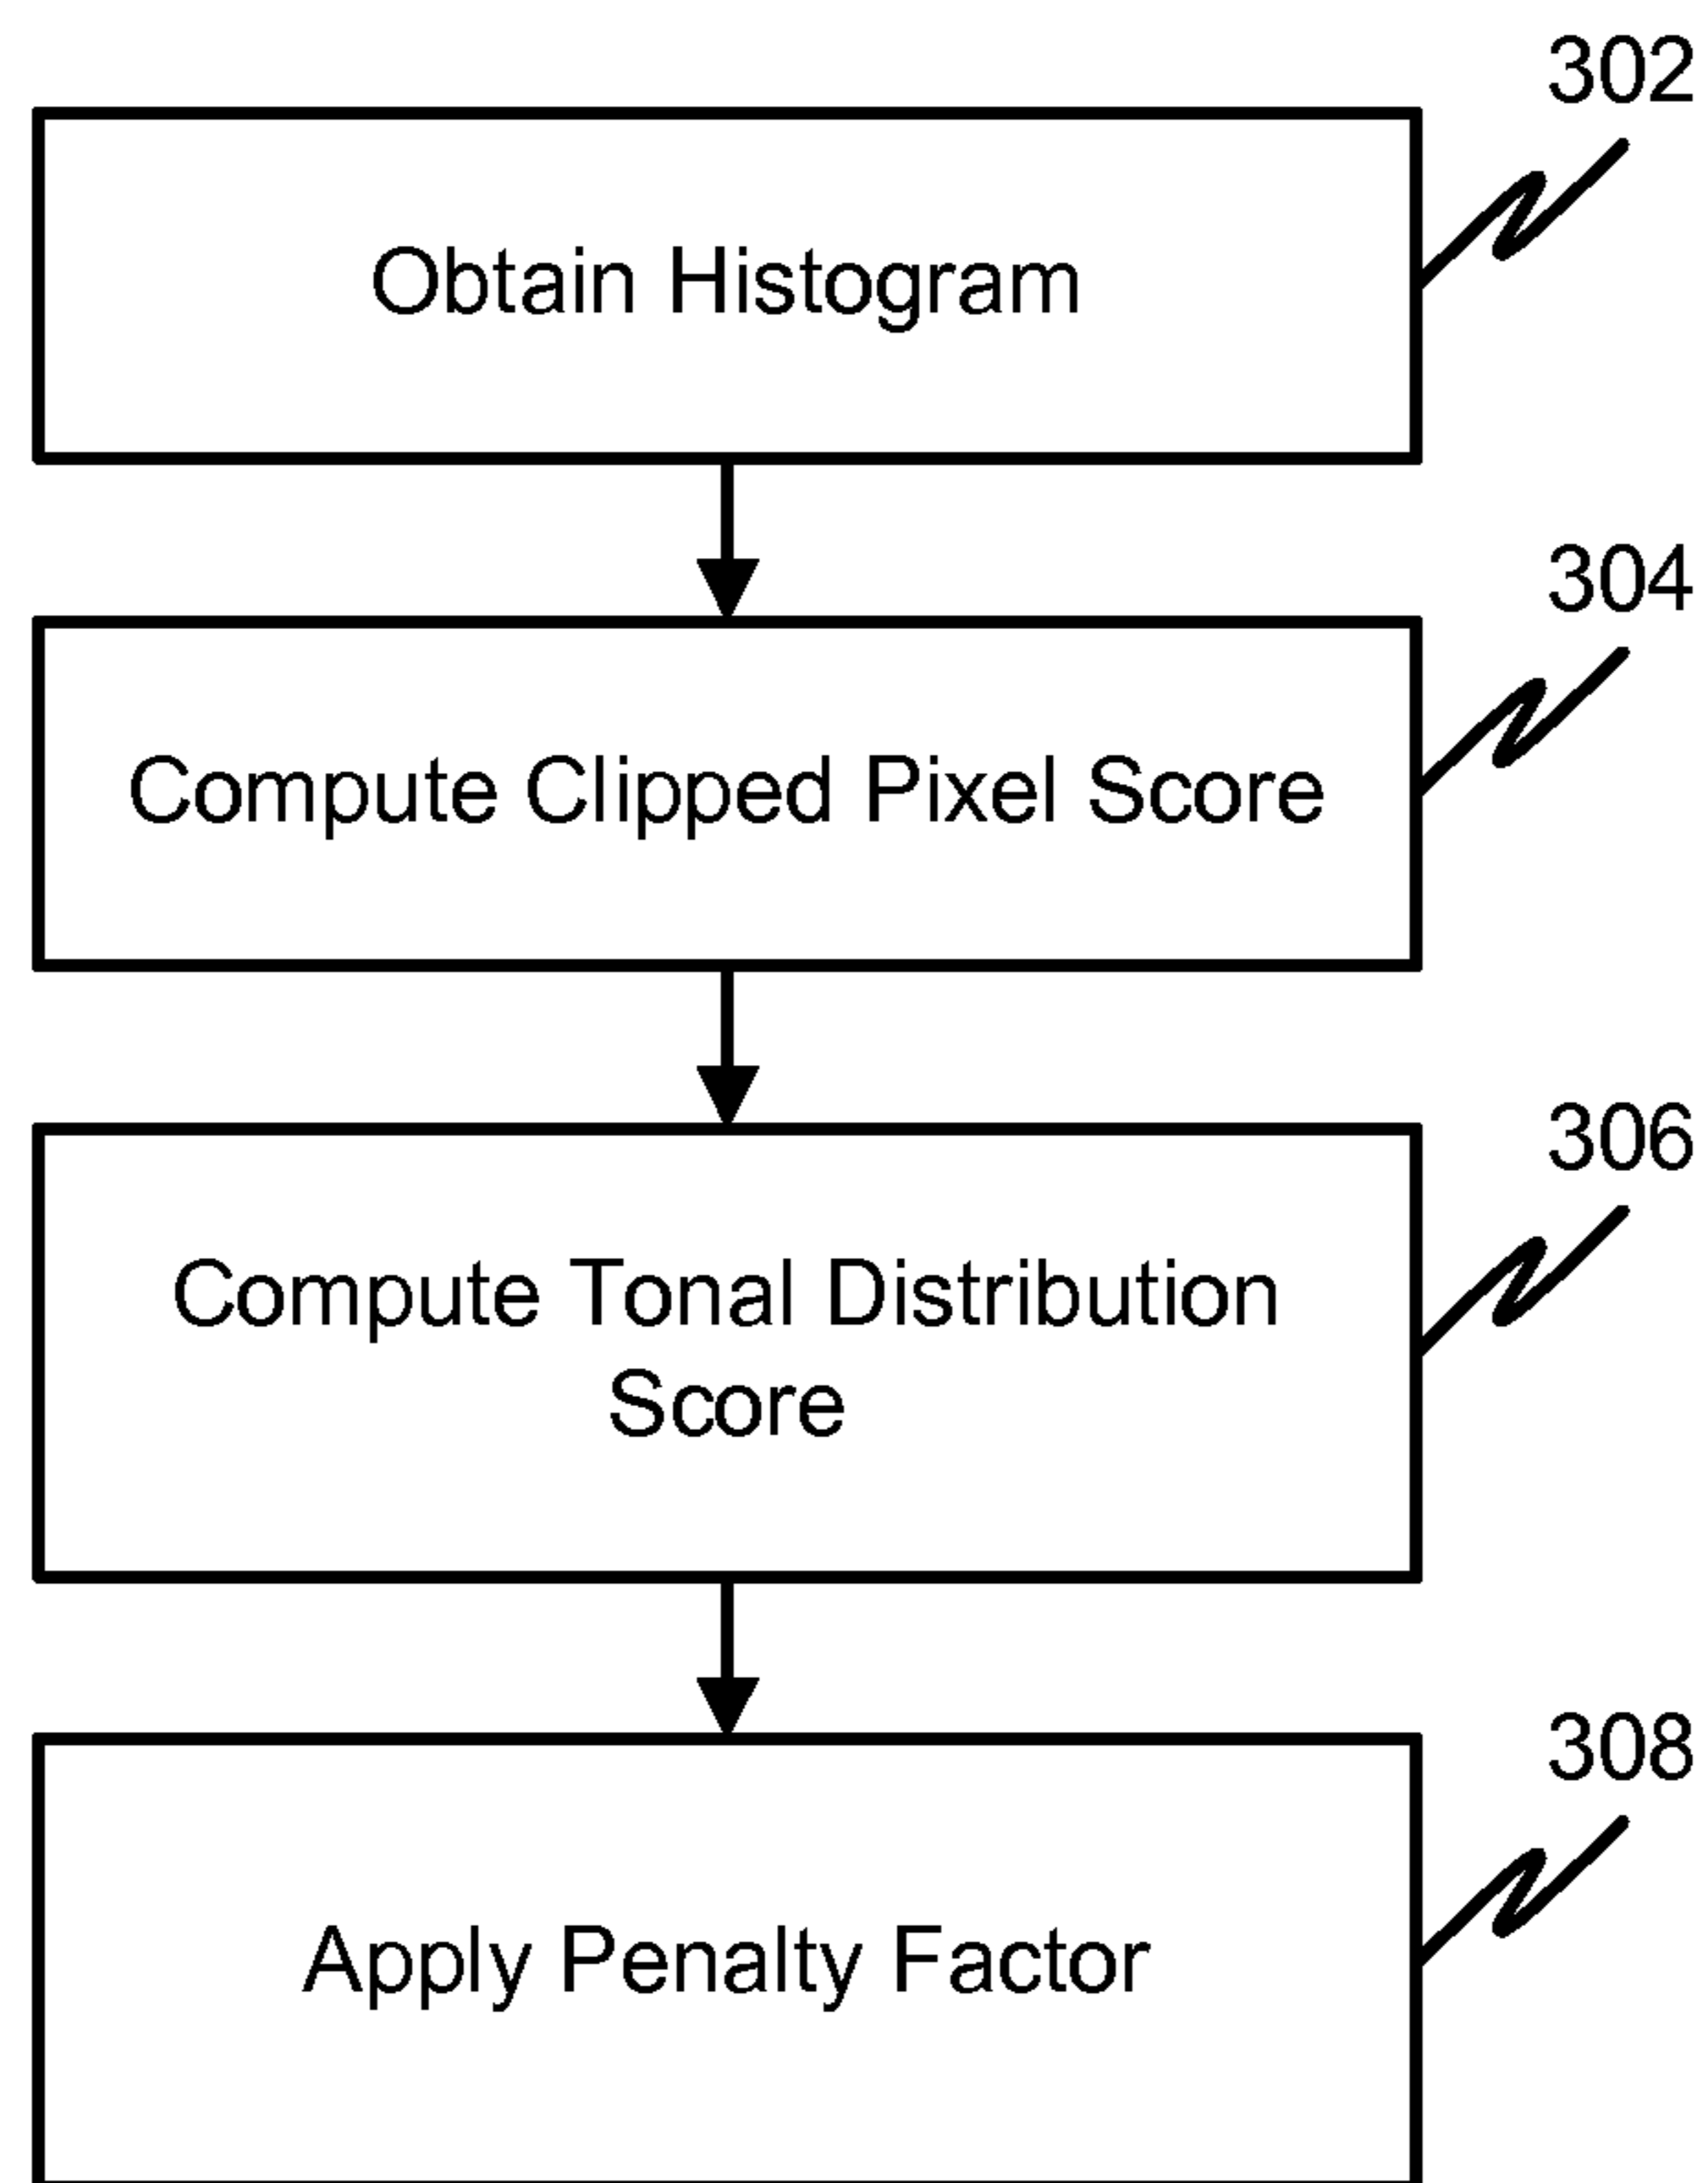 302
Obtain Histogram
304
Compute Clipped Pixel Score
306
Compute Tonal Distribution
Score
308
Apply Penalty Factor